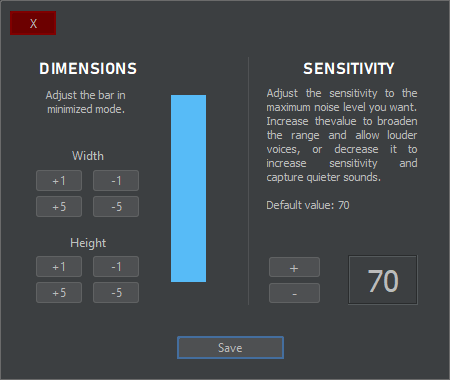 X
DIMENSIONS
Adjust the bar in
minimized mode.
Width
+1 -1
+5 -5
Height
+1 -1
+5 -5
SENSITIVITY
Adjust the sensitivity to the
maximum noise level you want.
Increase thevalue to broaden
the range and allow louder
voices, or decrease it to
increase sensitivity and
capture quieter sounds.
Default value: 70
+
-
70
Save